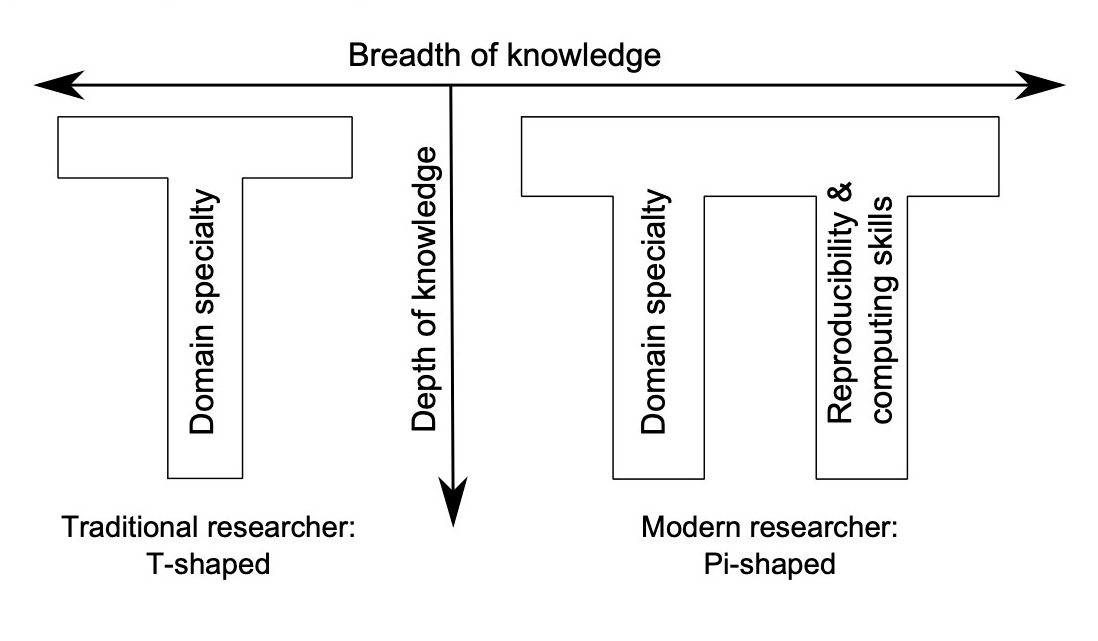 Breadth of knowledge
Domain specialty
Depth of knowledge
Domain specialty
Reproducibility &
computing skills
Traditional researcher:
T-shaped
Modern researcher:
Pi-shaped